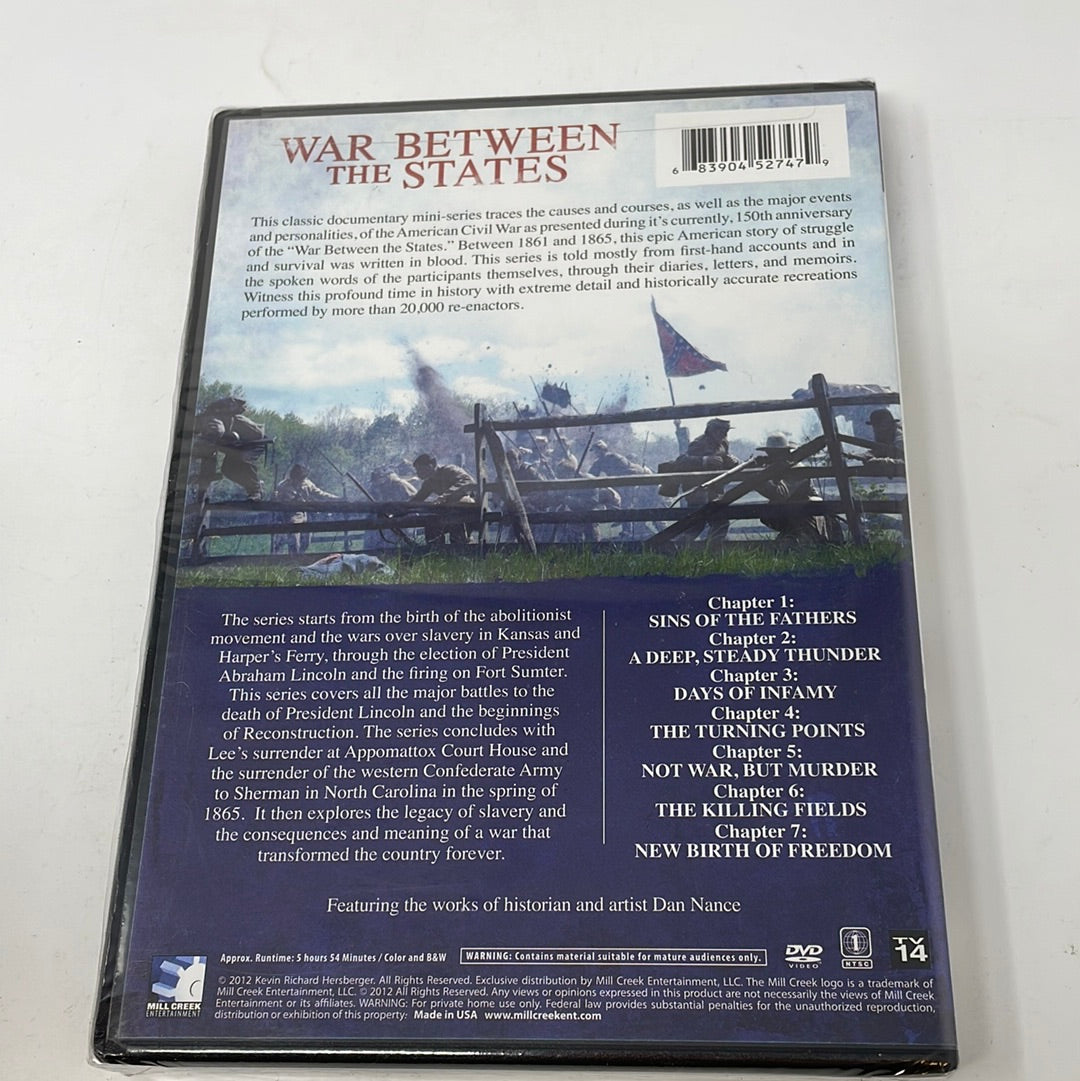 WAR BETWEEN
THE STATES
6 83904 52747 9
This classic documentary mini-series traces the causes and courses, as well as the major events
and personalities, of the American Civil War as presented during it's currently, 150th anniversary
of the "War Between the States." Between 1861 and 1865, this epic American story of struggle
and survival was written in blood. This series is told mostly from first-hand accounts and in
the spoken words of the participants themselves, through their diaries, letters, and memoirs.
Witness this profound time in history with extreme detail and historically accurate recreations
performed by more than 20,000 re-enactors.
The series starts from the birth of the abolitionist
movement and the wars over slavery in Kansas and
Harper's Ferry, through the election of President
Abraham Lincoln and the firing on Fort Sumter.
This series covers all the major battles to the
death of President Lincoln and the beginnings
of Reconstruction. The series concludes with
Lee's surrender at Appomattox Court House and
the surrender of the western Confederate Army
to Sherman in North Carolina in the spring of
1865. It then explores the legacy of slavery and
the consequences and meaning of a war that
transformed the country forever.
Chapter 1:
SINS OF THE FATHERS
Chapter 2:
A DEEP, STEADY THUNDER
Chapter 3:
DAYS OF INFAMY
Chapter 4:
THE TURNING POINTS
Chapter 5:
NOT WAR, BUT MURDER
Chapter 6:
THE KILLING FIELDS
Chapter 7:
NEW BIRTH OF FREEDOM
Featuring the works of historian and artist Dan Nance
Approx. Runtime: 5 hours 54 Minutes / Color and B&W
WARNING: Contains material suitable for mature audiences only.
DVD
VIDEO
1
NTSC
TV
14
MILL CREEK
ENTERTAINMENT
© 2012 Kevin Richard Hersberger. All Rights Reserved. Exclusive distribution by Mill Creek Entertainment, LLC. The Mill Creek logo is a trademark of
Mill Creek Entertainment, LLC. © 2012 All Rights Reserved. Any views or opinions expressed in this product are not necessarily the views of Mill Creek
Entertainment or its affiliates. WARNING: For private home use only. Federal law provides substantial penalties for the unauthorized reproduction,
distribution or exhibition of this property. Made in USA www.millcreekent.com